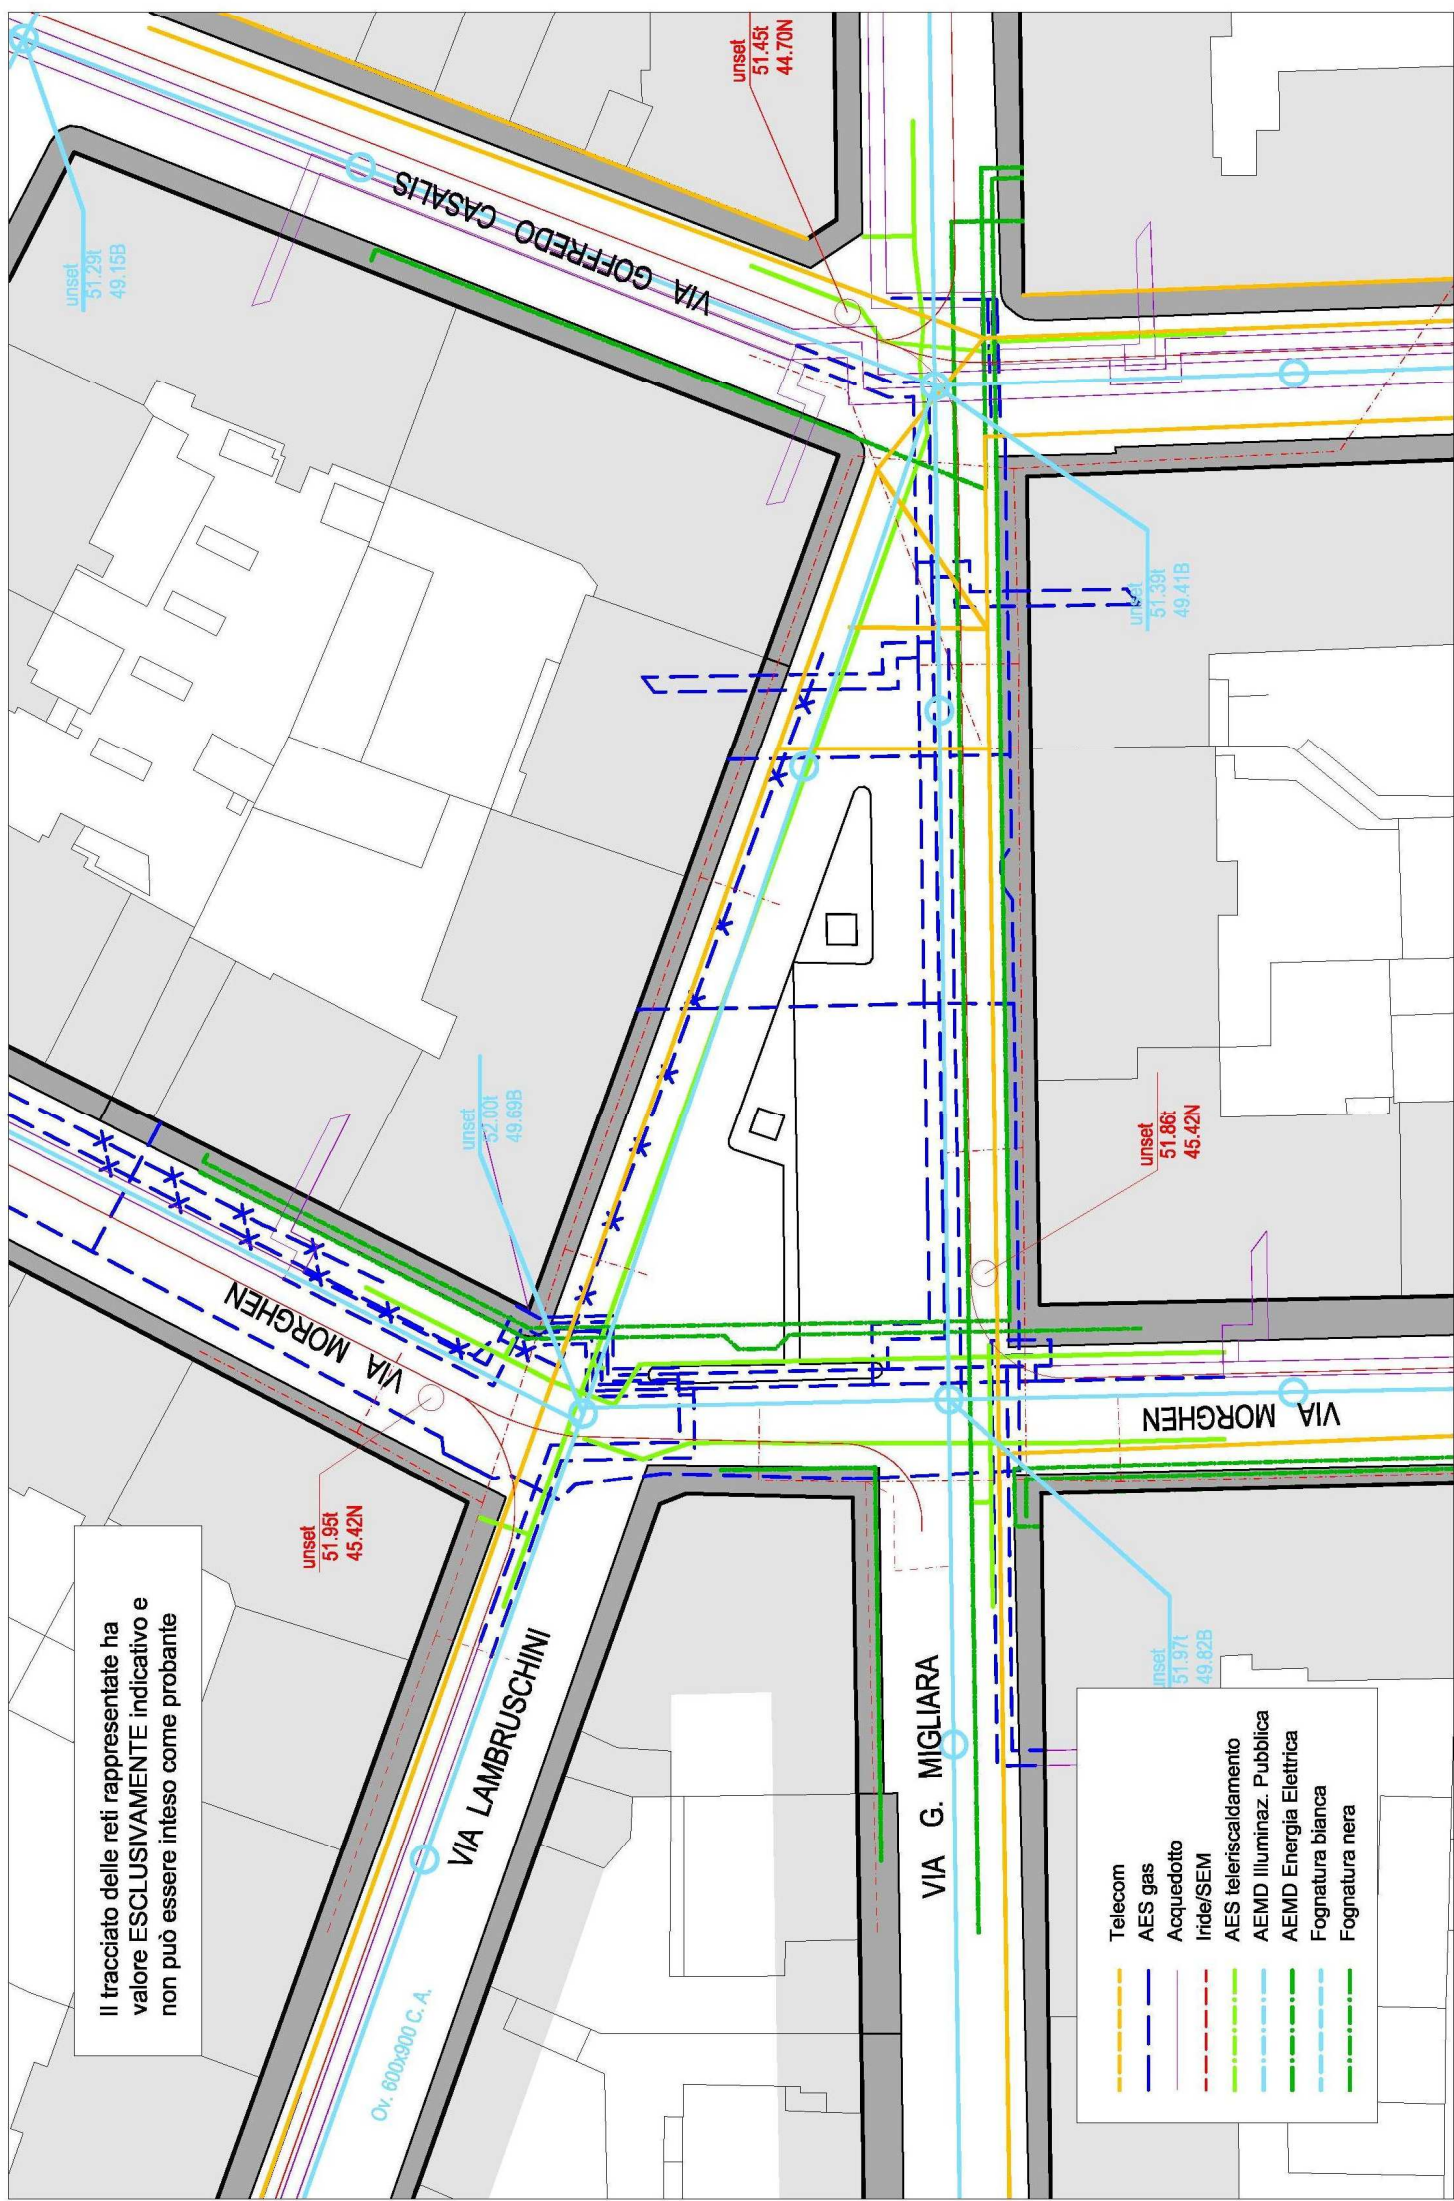 unset
51.29t
49.15B
unset
51.45t
44.70N
VIA GOFFREDO CASALIS
unset
51.39t
49.41B
unset
52.00t
49.69B
unset
51.86t
45.42N
VIA MORGHEN
VIA MORGHEN
unset
51.95t
45.42N
Il tracciato delle reti rappresentate ha
valore ESCLUSIVAMENTE indicativo e
non può essere inteso come probante
VIA LAMBRUSCHINI
VIA G. MIGLIARA
unset
51.97t
49.82B
Ov. 600x900 C.A.
Telecom
AES gas
Acquedotto
Iride/SEM
AES teleriscaldamento
AEMD Illuminaz. Pubblica
AEMD Energia Elettrica
Fognatura bianca
Fognatura nera